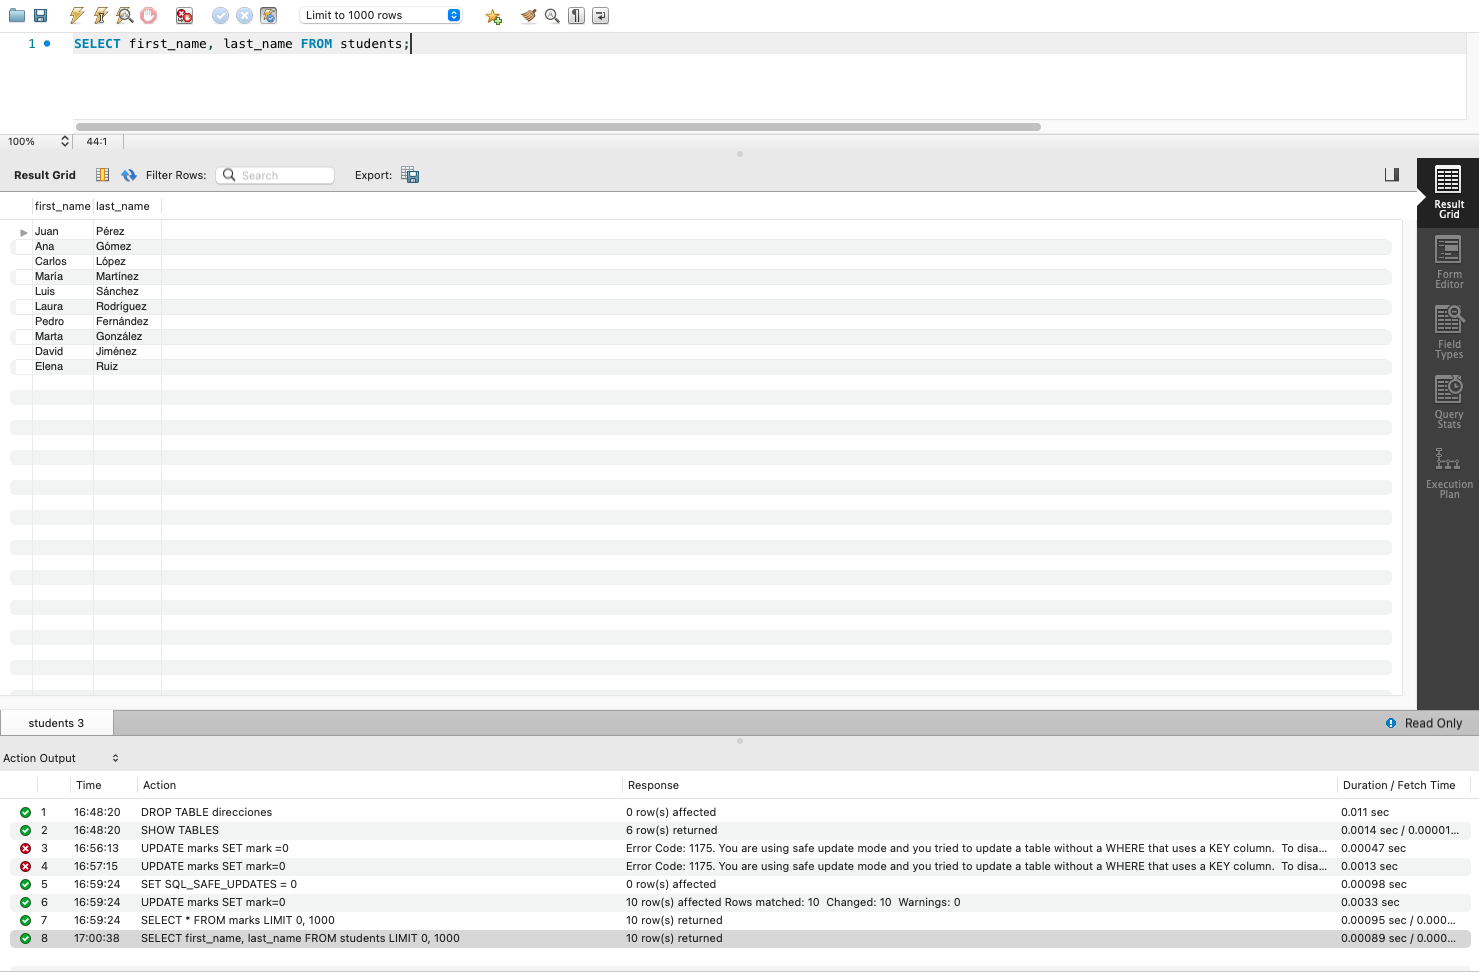 Limit to 1000 rows
1 SELECT first_name, last_name FROM students;
100% 44:1
Result Grid Filter Rows: Search Export:
first_name last_name
Juan Pérez
Ana Gómez
Carlos López
María Martínez
Luis Sánchez
Laura Rodríguez
Pedro Fernández
Marta González
David Jiménez
Elena Ruiz
Result
Grid
Form
Editor
Field
Types
Query
Stats
Execution
Plan
students 3 Read Only
Action Output
Time Action Response Duration / Fetch Time
1 16:48:20 DROP TABLE direcciones 0 row(s) affected 0.011 sec
2 16:48:20 SHOW TABLES 6 row(s) returned 0.0014 sec / 0.00001...
3 16:56:13 UPDATE marks SET mark =0 Error Code: 1175. You are using safe update mode and you tried to update a table without a WHERE that uses a KEY column.  To disa... 0.00047 sec
4 16:57:15 UPDATE marks SET mark=0 Error Code: 1175. You are using safe update mode and you tried to update a table without a WHERE that uses a KEY column.  To disa... 0.0013 sec
5 16:59:24 SET SQL_SAFE_UPDATES = 0 0 row(s) affected 0.00098 sec
6 16:59:24 UPDATE marks SET mark=0 10 row(s) affected Rows matched: 10  Changed: 10  Warnings: 0 0.0033 sec
7 16:59:24 SELECT * FROM marks LIMIT 0, 1000 10 row(s) returned 0.00095 sec / 0.000...
8 17:00:38 SELECT first_name, last_name FROM students LIMIT 0, 1000 10 row(s) returned 0.00089 sec / 0.000...